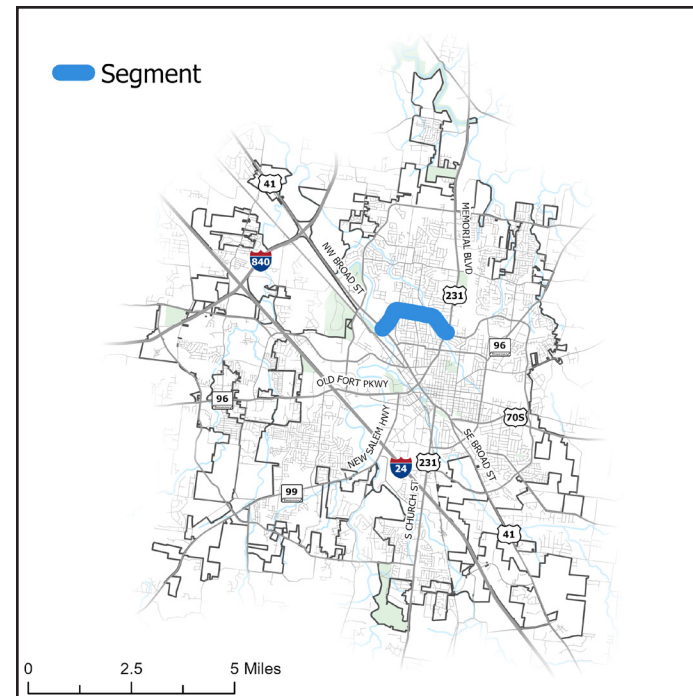 Segment
41
MEMORIAL BLVD
NW BROAD ST
840
231
96
OLD FORT PKWY
96
70S
NEW SALEM HWY
SE BROAD ST
24
231
99
S CHURCH ST
41
0 2.5 5 Miles